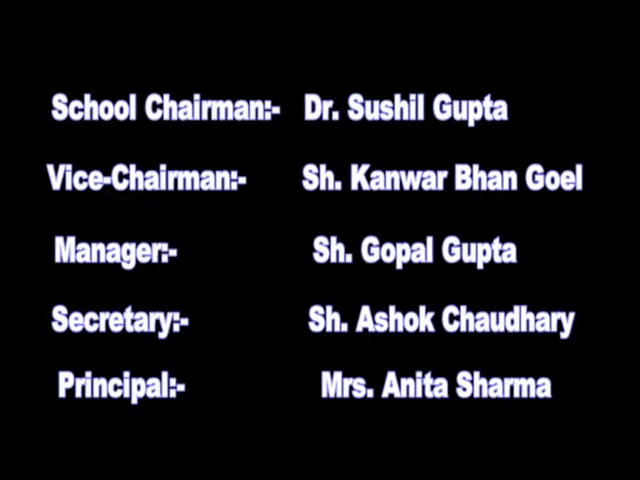 School Chairman:- Dr. Sushil Gupta
Vice-Chairman:- Sh. Kanwar Bhan Goel
Manager:- Sh. Gopal Gupta
Secretary:- Sh. Ashok Chaudhary
Principal:- Mrs. Anita Sharma